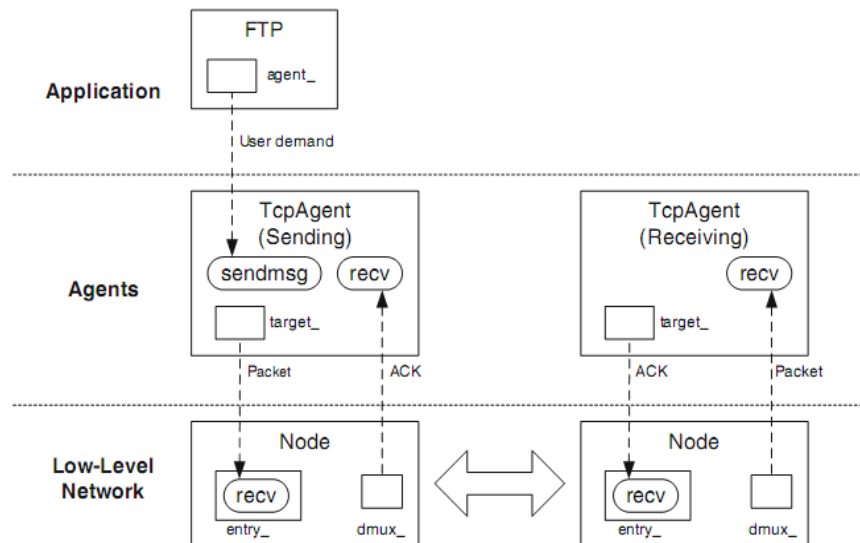 FTP
agent_
Application
User demand
TcpAgent
(Sending)
TcpAgent
(Receiving)
sendmsg
recv
recv
Agents
target_
target_
Packet
ACK
ACK
Packet
Node
Node
Low-Level
Network
recv
recv
entry_
dmux_
entry_
dmux_